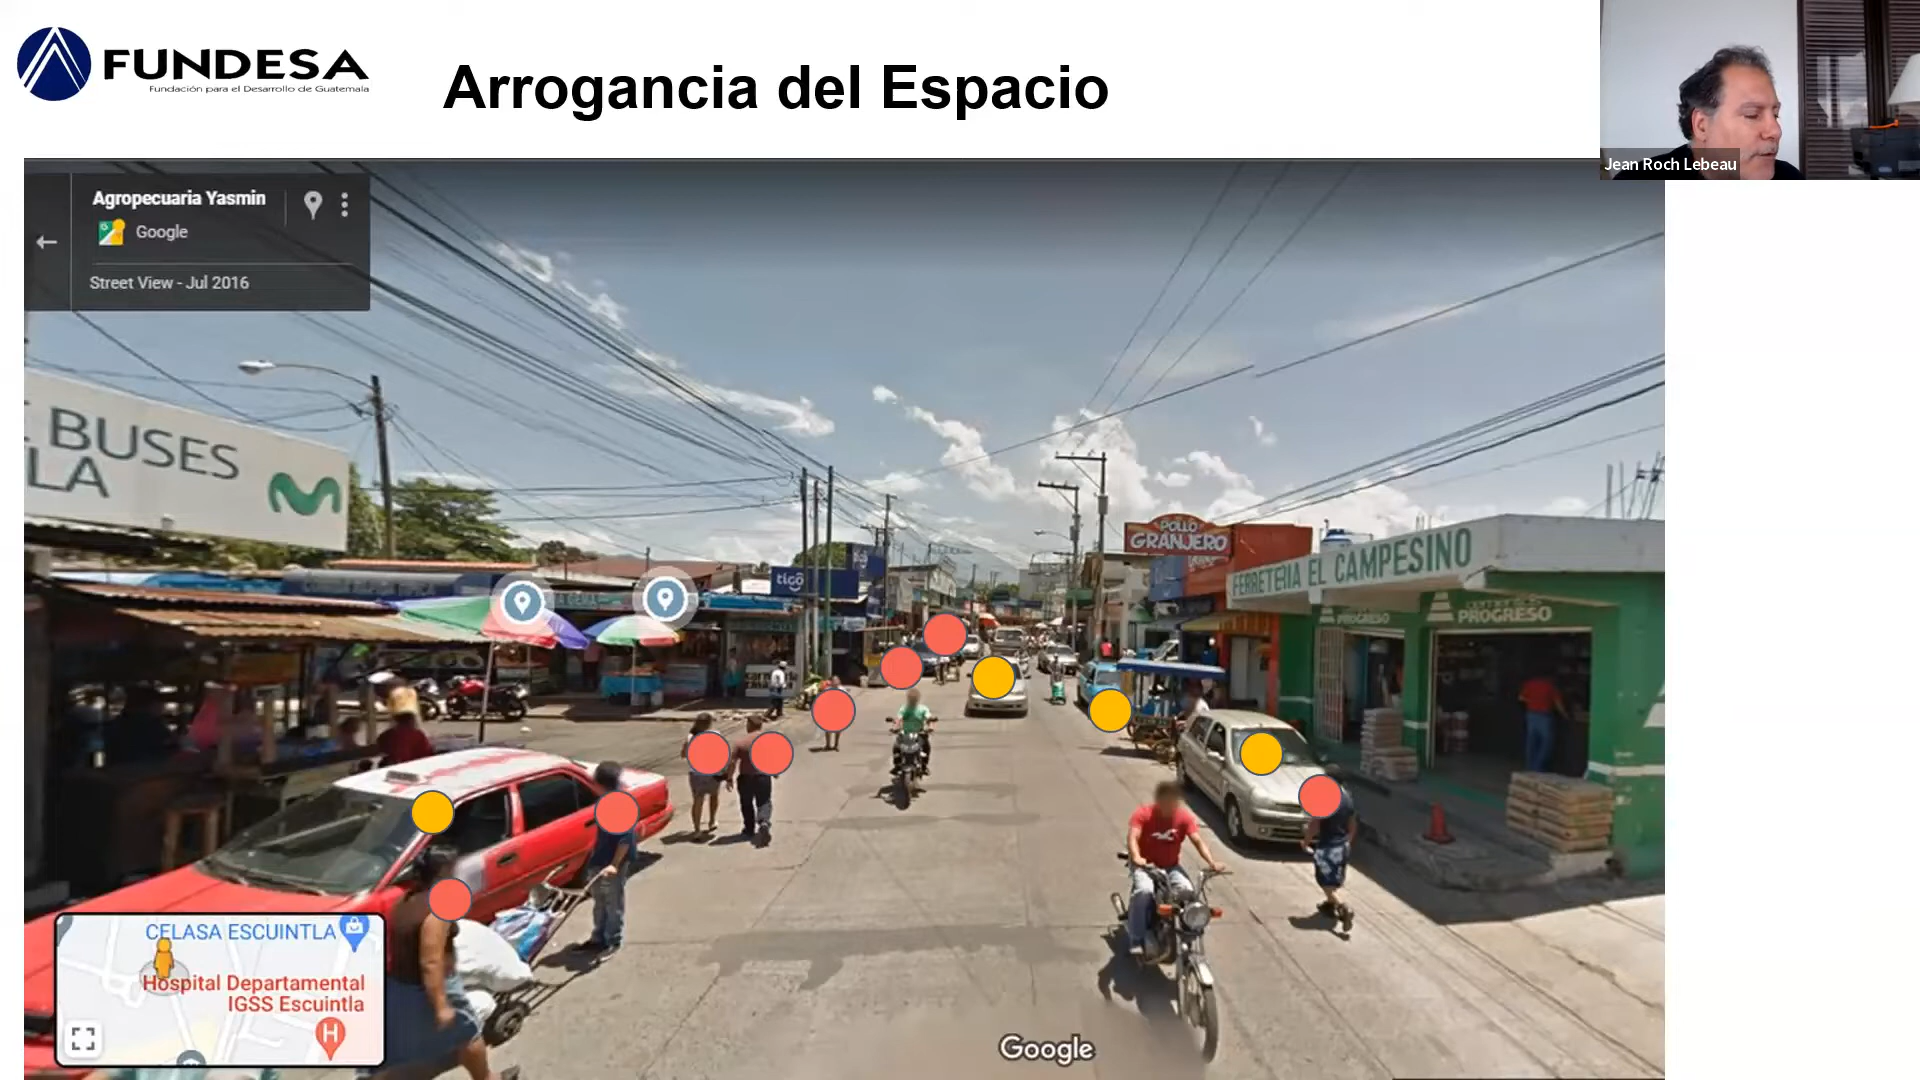 FUNDESA
Fundación para el Desarrollo de Guatemala
Arrogancia del Espacio
Jean Roch Lebeau
Agropecuaria Yasmin
Google
Street View - Jul 2016
BUSES
LA
tigo
POLLO
GRANJERO
FERRETERIA EL CAMPESINO
PROGRESO
PROGRESO
CELASA ESCUINTLA
Hospital Departamental
IGSS Escuintla
H
Google